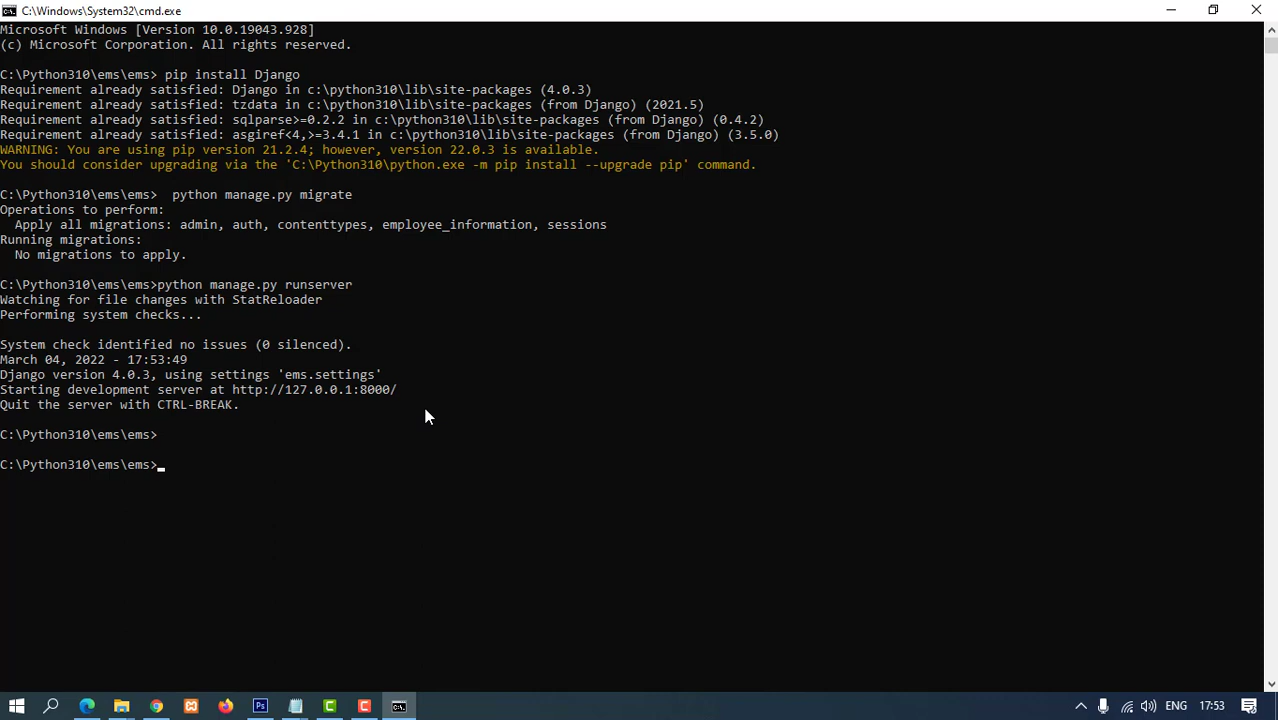 C:\Windows\System32\cmd.exe
Microsoft Windows [Version 10.0.19043.928]
(c) Microsoft Corporation. All rights reserved.
C:\Python310\ems\ems> pip install Django
Requirement already satisfied: Django in c:\python310\lib\site-packages (4.0.3)
Requirement already satisfied: tzdata in c:\python310\lib\site-packages (from Django) (2021.5)
Requirement already satisfied: sqlparse>=0.2.2 in c:\python310\lib\site-packages (from Django) (0.4.2)
Requirement already satisfied: asgiref<4,>=3.4.1 in c:\python310\lib\site-packages (from Django) (3.5.0)
WARNING: You are using pip version 21.2.4; however, version 22.0.3 is available.
You should consider upgrading via the 'C:\Python310\python.exe -m pip install --upgrade pip' command.
C:\Python310\ems\ems>  python manage.py migrate
Operations to perform:
  Apply all migrations: admin, auth, contenttypes, employee_information, sessions
Running migrations:
  No migrations to apply.
C:\Python310\ems\ems>python manage.py runserver
Watching for file changes with StatReloader
Performing system checks...
System check identified no issues (0 silenced).
March 04, 2022 - 17:53:49
Django version 4.0.3, using settings 'ems.settings'
Starting development server at http://127.0.0.1:8000/
Quit the server with CTRL-BREAK.
C:\Python310\ems\ems>
C:\Python310\ems\ems>
Ps
C
C
ENG
17:53